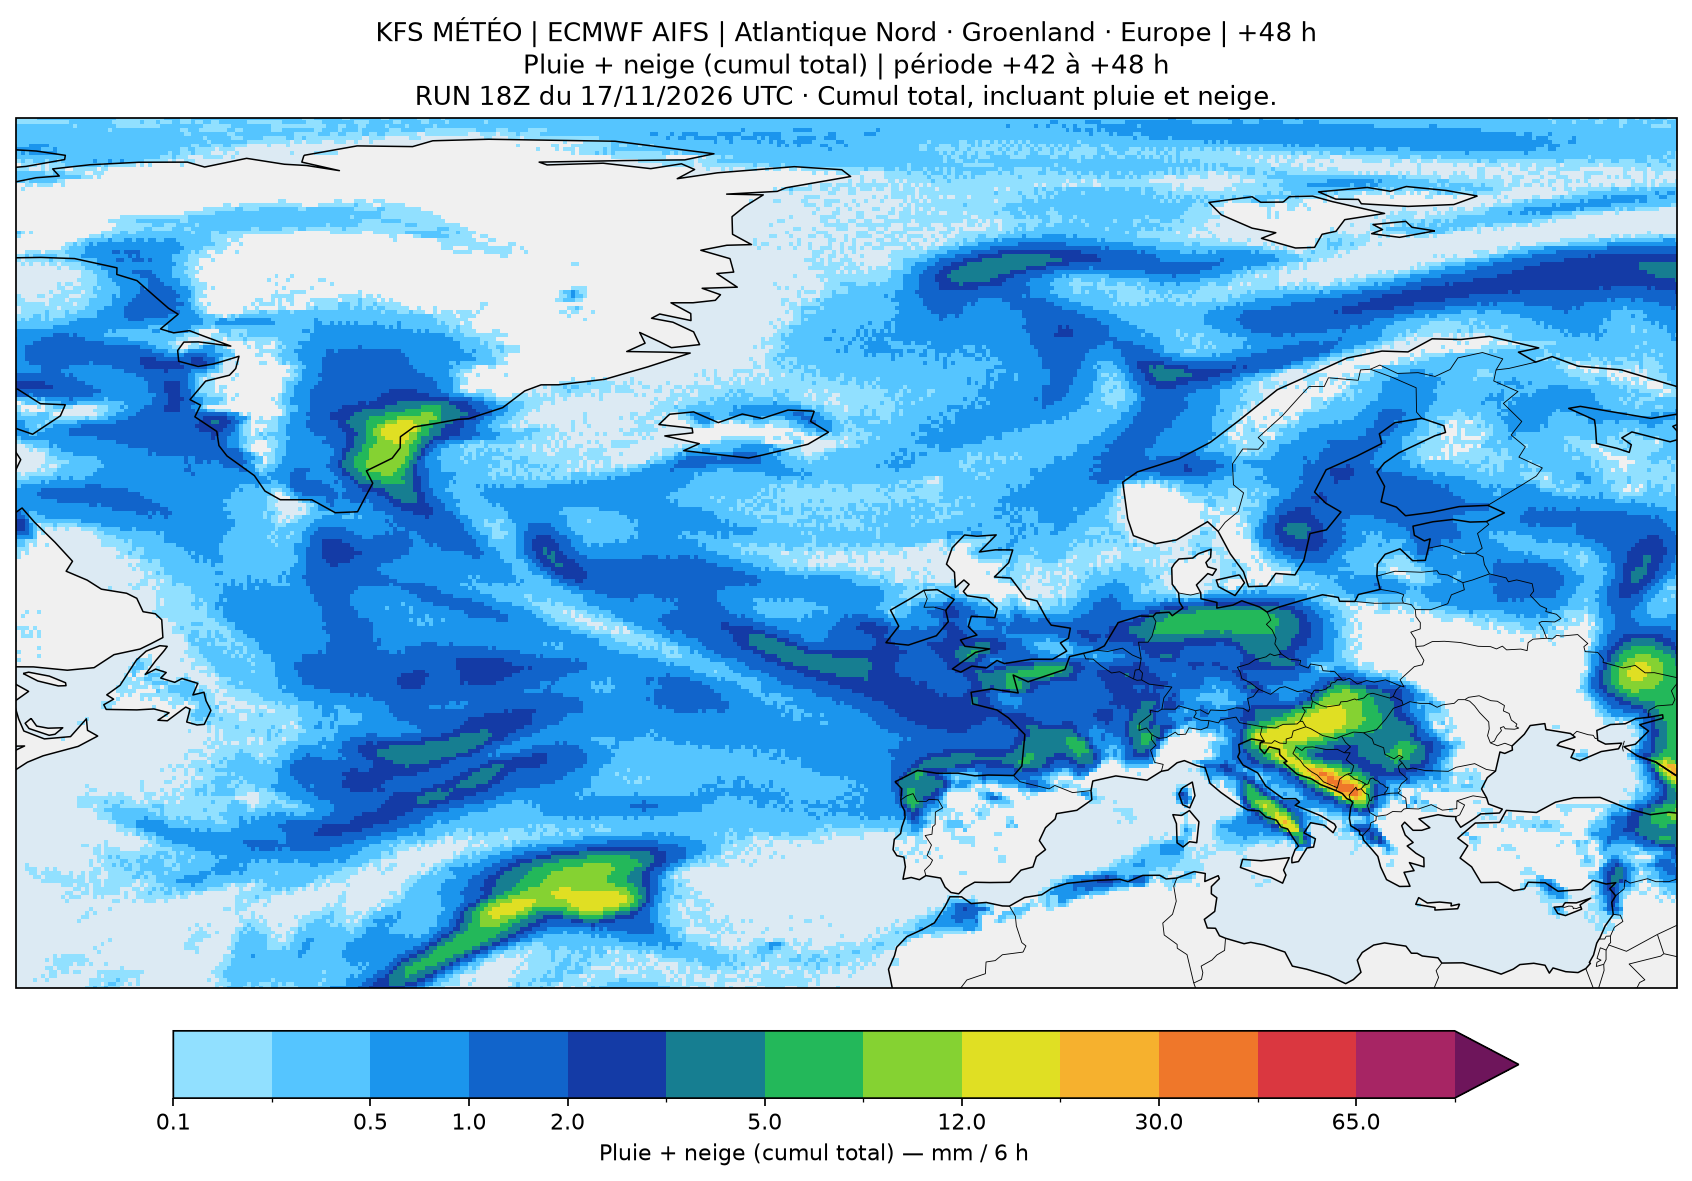 KFS MÉTÉO | ECMWF AIFS | Atlantique Nord · Groenland · Europe | +48 h
Pluie + neige (cumul total) | période +42 à +48 h
RUN 18Z du 17/11/2026 UTC · Cumul total, incluant pluie et neige.
0.1 0.5 1.0 2.0 5.0 12.0 30.0 65.0
Pluie + neige (cumul total) — mm / 6 h